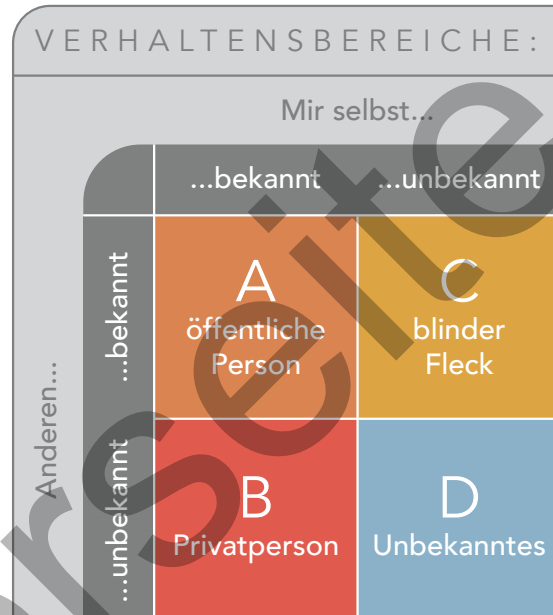 VERHALTENSBEREICHE:
Mir selbst...
...bekannt ...unbekannt
Anderen...
...bekannt
A
öffentliche
Person
C
blinder
Fleck
...unbekannt
B
Privatperson
D
Unbekanntes